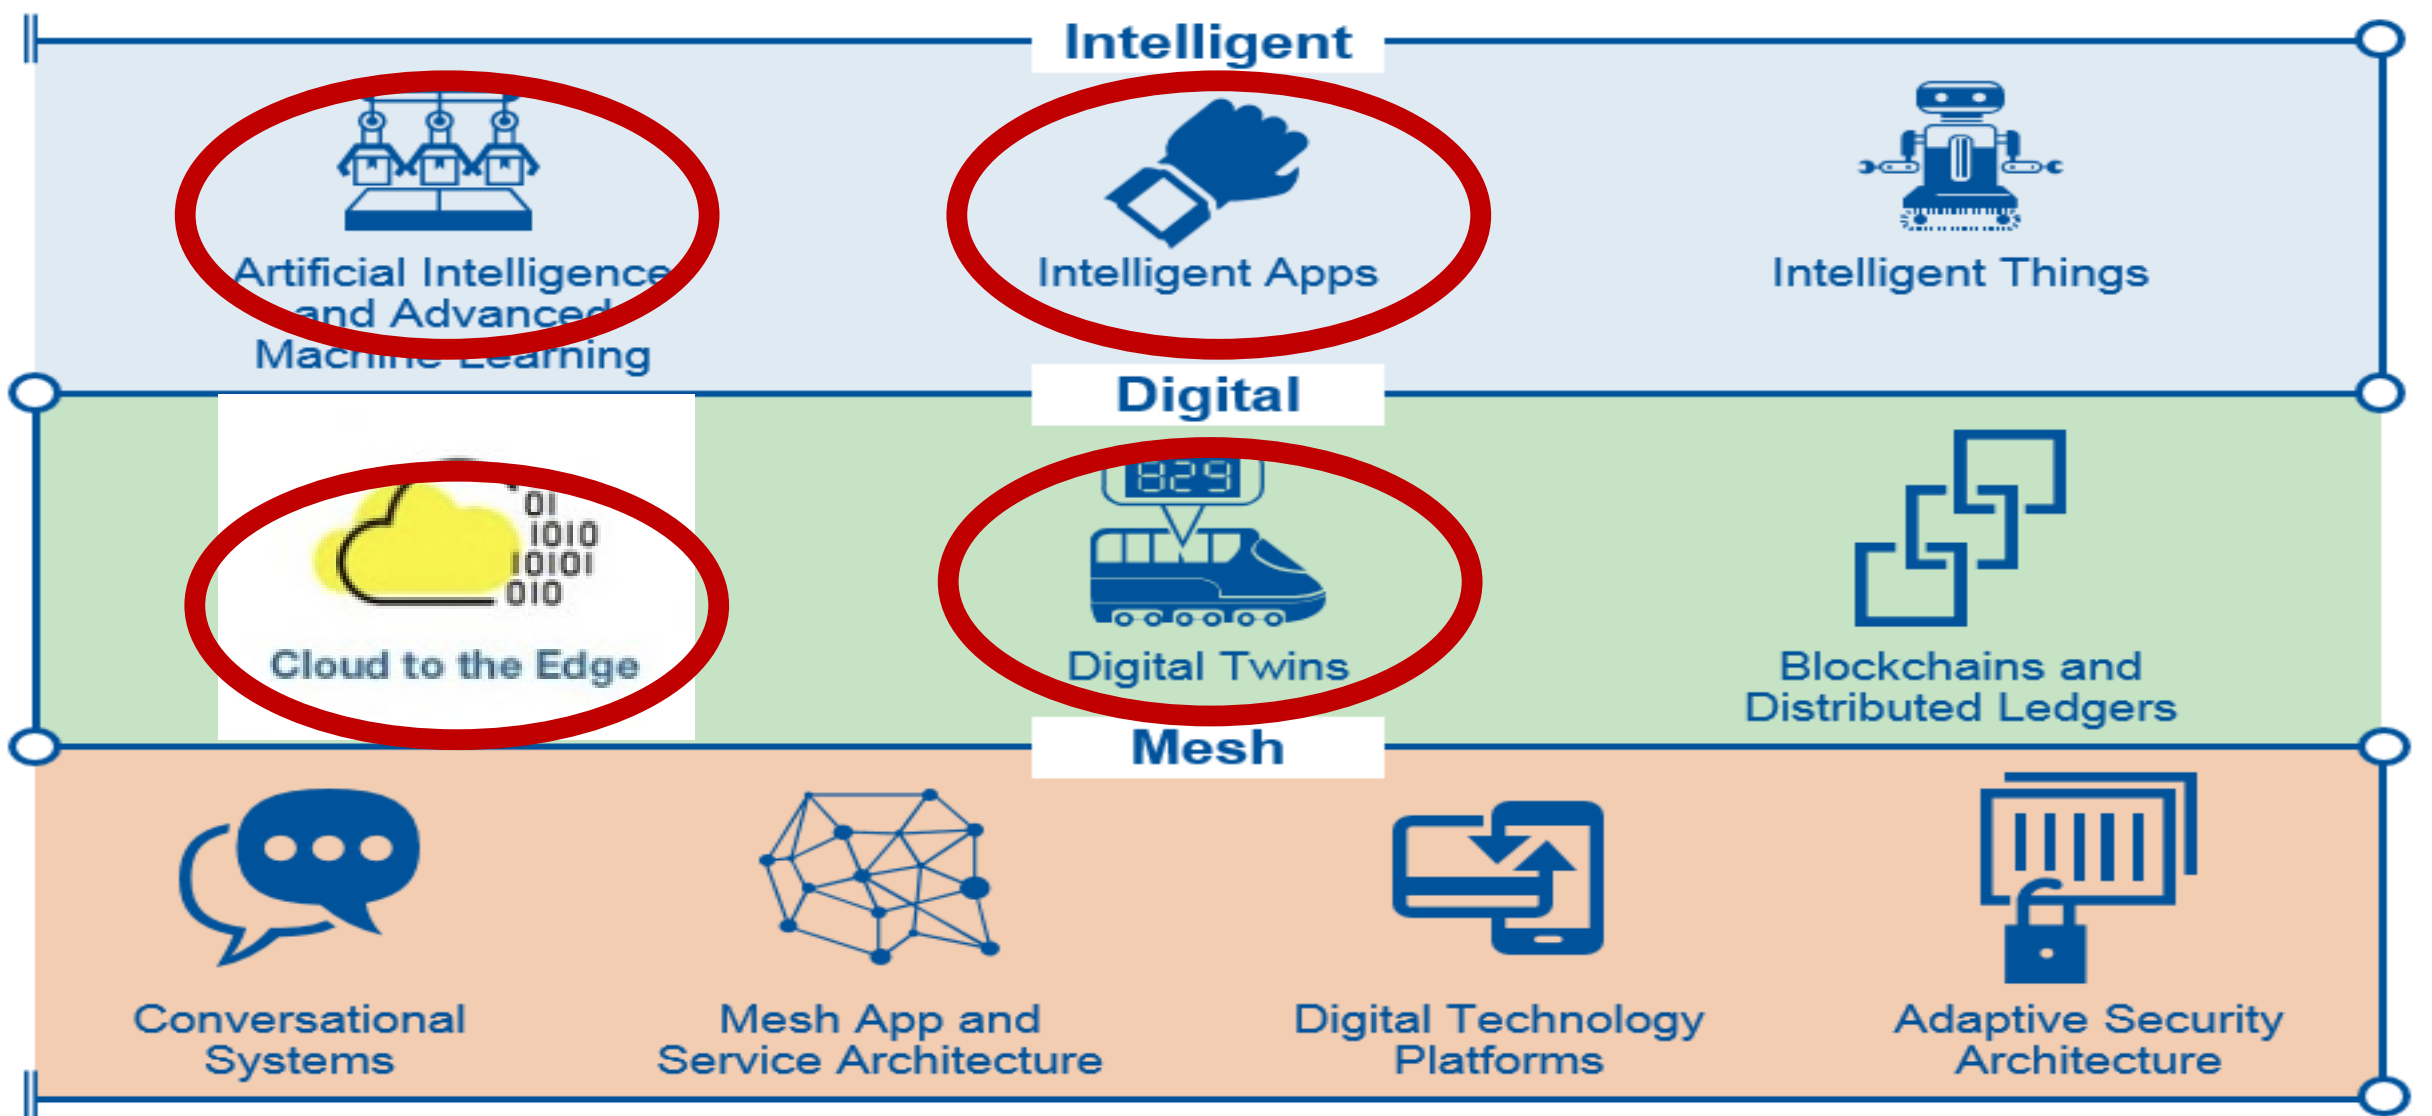 Intelligent
Artificial Intelligence
and Advanced
Machine Learning
Intelligent Apps
Intelligent Things
Digital
01
1010
10101
010
Cloud to the Edge
829
Digital Twins
Blockchains and
Distributed Ledgers
Mesh
Conversational
Systems
Mesh App and
Service Architecture
Digital Technology
Platforms
Adaptive Security
Architecture